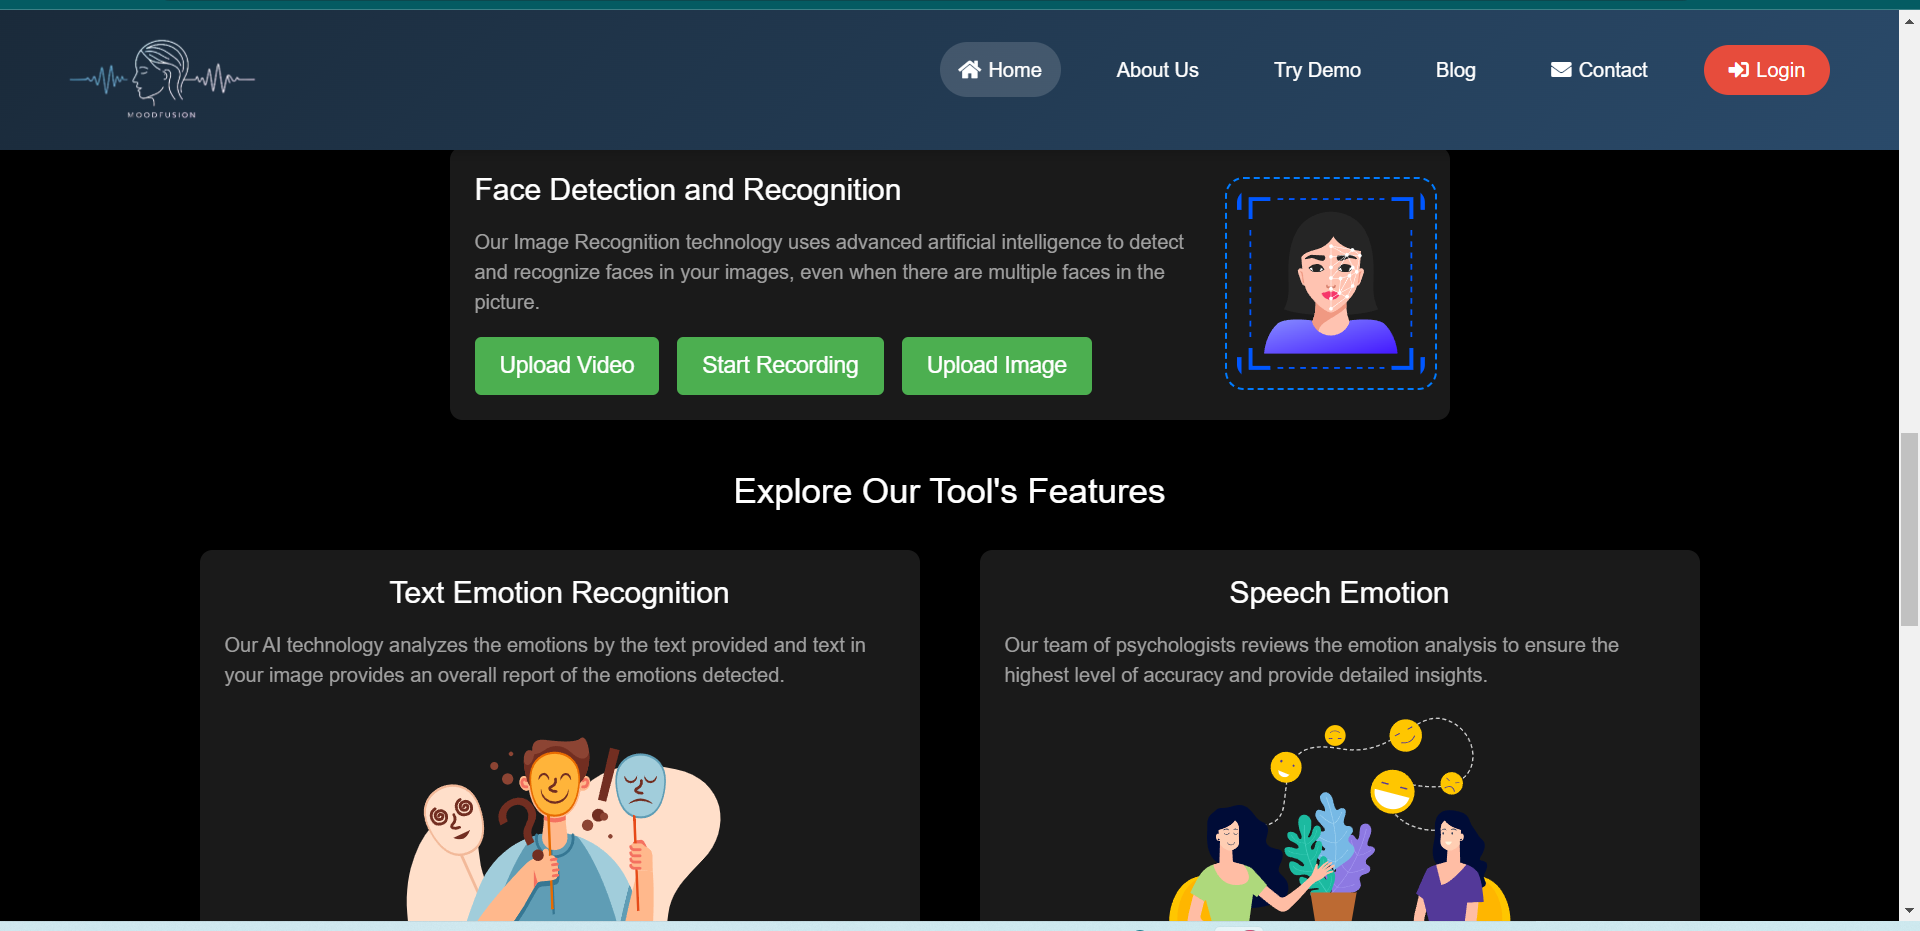 MOODFUSION
Home
About Us
Try Demo
Blog
Contact
Login
Face Detection and Recognition
Our Image Recognition technology uses advanced artificial intelligence to detect
and recognize faces in your images, even when there are multiple faces in the
picture.
Upload Video
Start Recording
Upload Image
Explore Our Tool's Features
Text Emotion Recognition
Our AI technology analyzes the emotions by the text provided and text in
your image provides an overall report of the emotions detected.
Speech Emotion
Our team of psychologists reviews the emotion analysis to ensure the
highest level of accuracy and provide detailed insights.